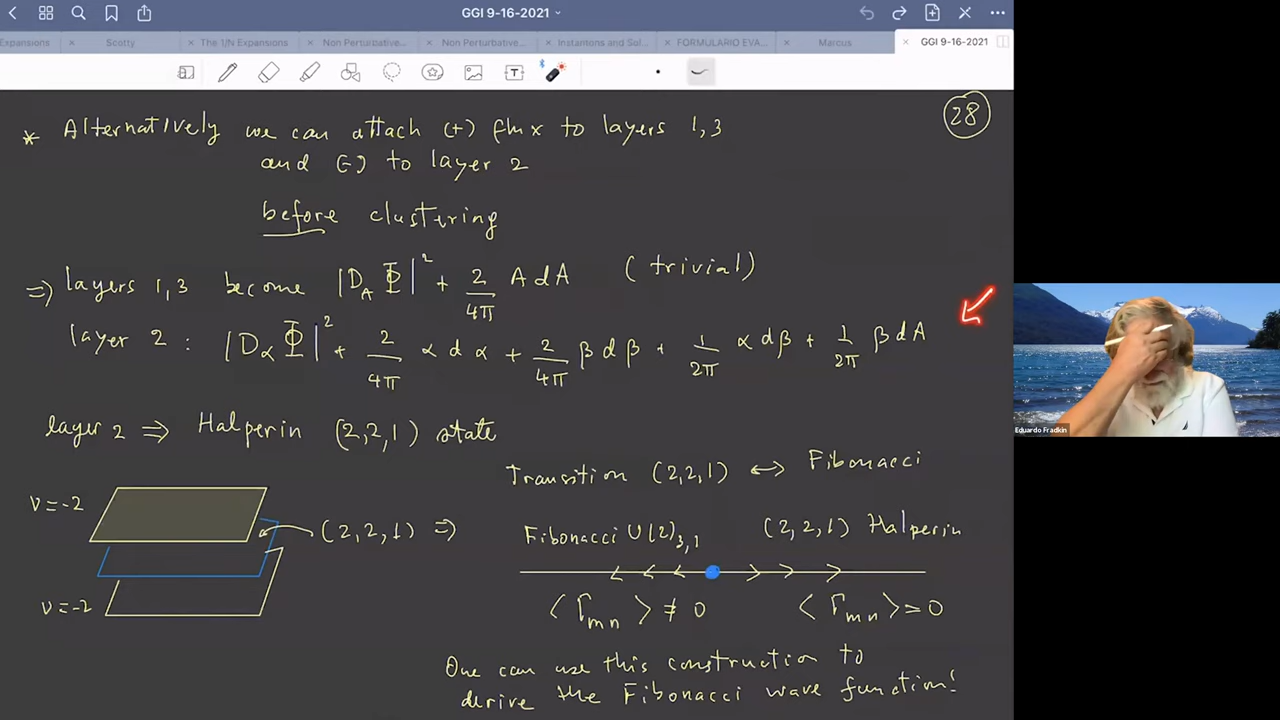 GGI 9-16-2021
Expansions
Scotty
The 1/N Expansions
Non Perturbative...
Non Perturbative...
Instantons and Sol...
FORMULARIO EVA...
Marcus
GGI 9-16-2021
28
* Alternatively we can attach (+) flux to layers 1,3
and (-) to layer 2
before clustering
⇒ layers 1,3 become |D_A Φ|² + 2/4π A d A (trivial)
layer 2 : |D_α Φ|² + 2/4π α d α + 2/4π β d β + 1/2π α d β + 1/2π β d A
layer 2 ⇒ Halperin (2,2,1) state
Transition (2,2,1) ↔ Fibonacci
ν=-2
(2,2,1) ⇒
Fibonacci U(2)_{3,1} (2,2,1) Halperin
ν=-2
⟨Γ_{mn}⟩ ≠ 0 ⟨Γ_{mn}⟩ = 0
One can use this construction to
derive the Fibonacci wave function!
Eduardo Fradkin